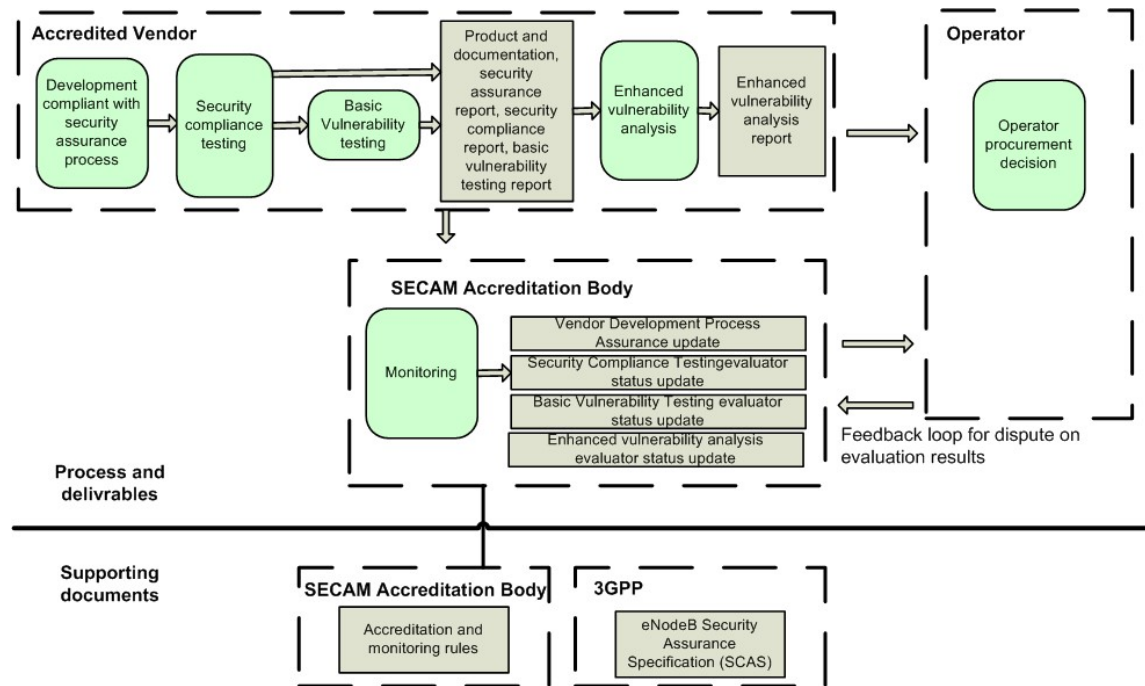 Accredited Vendor
Development
compliant with
security
assurance
process
Security
compliance
testing
Basic
Vulnerability
testing
Product and
documentation,
security
assurance
report, security
compliance
report, basic
vulnerability
testing report
Enhanced
vulnerability
analysis
Enhanced
vulnerability
analysis
report
Operator
Operator
procurement
decision
SECAM Accreditation Body
Monitoring
Vendor Development Process
Assurance update
Security Compliance Testingevaluator
status update
Basic Vulnerability Testing evaluator
status update
Enhanced vulnerability analysis
evaluator status update
Feedback loop for dispute on
evaluation results
Process and
delivrables
Supporting
documents
SECAM Accreditation Body
Accreditation and
monitoring rules
3GPP
eNodeB Security
Assurance
Specification (SCAS)